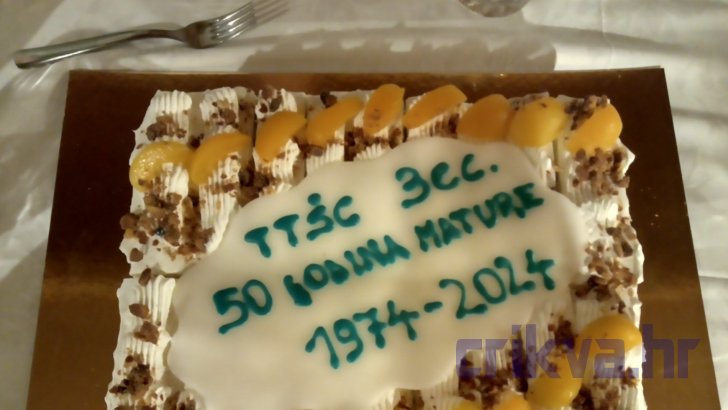 TTŠC 3CC.
50 GODINA MATURE
1974-2024
crikva.hr